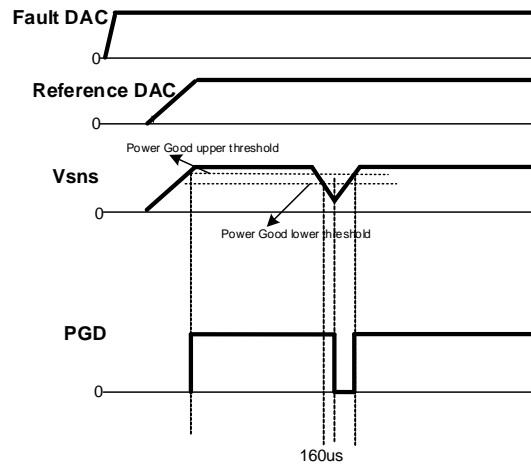 Fault DAC
0
Reference DAC
0
Power Good upper threshold
Vsns
0
Power Good lower threshold
PGD
0
160us